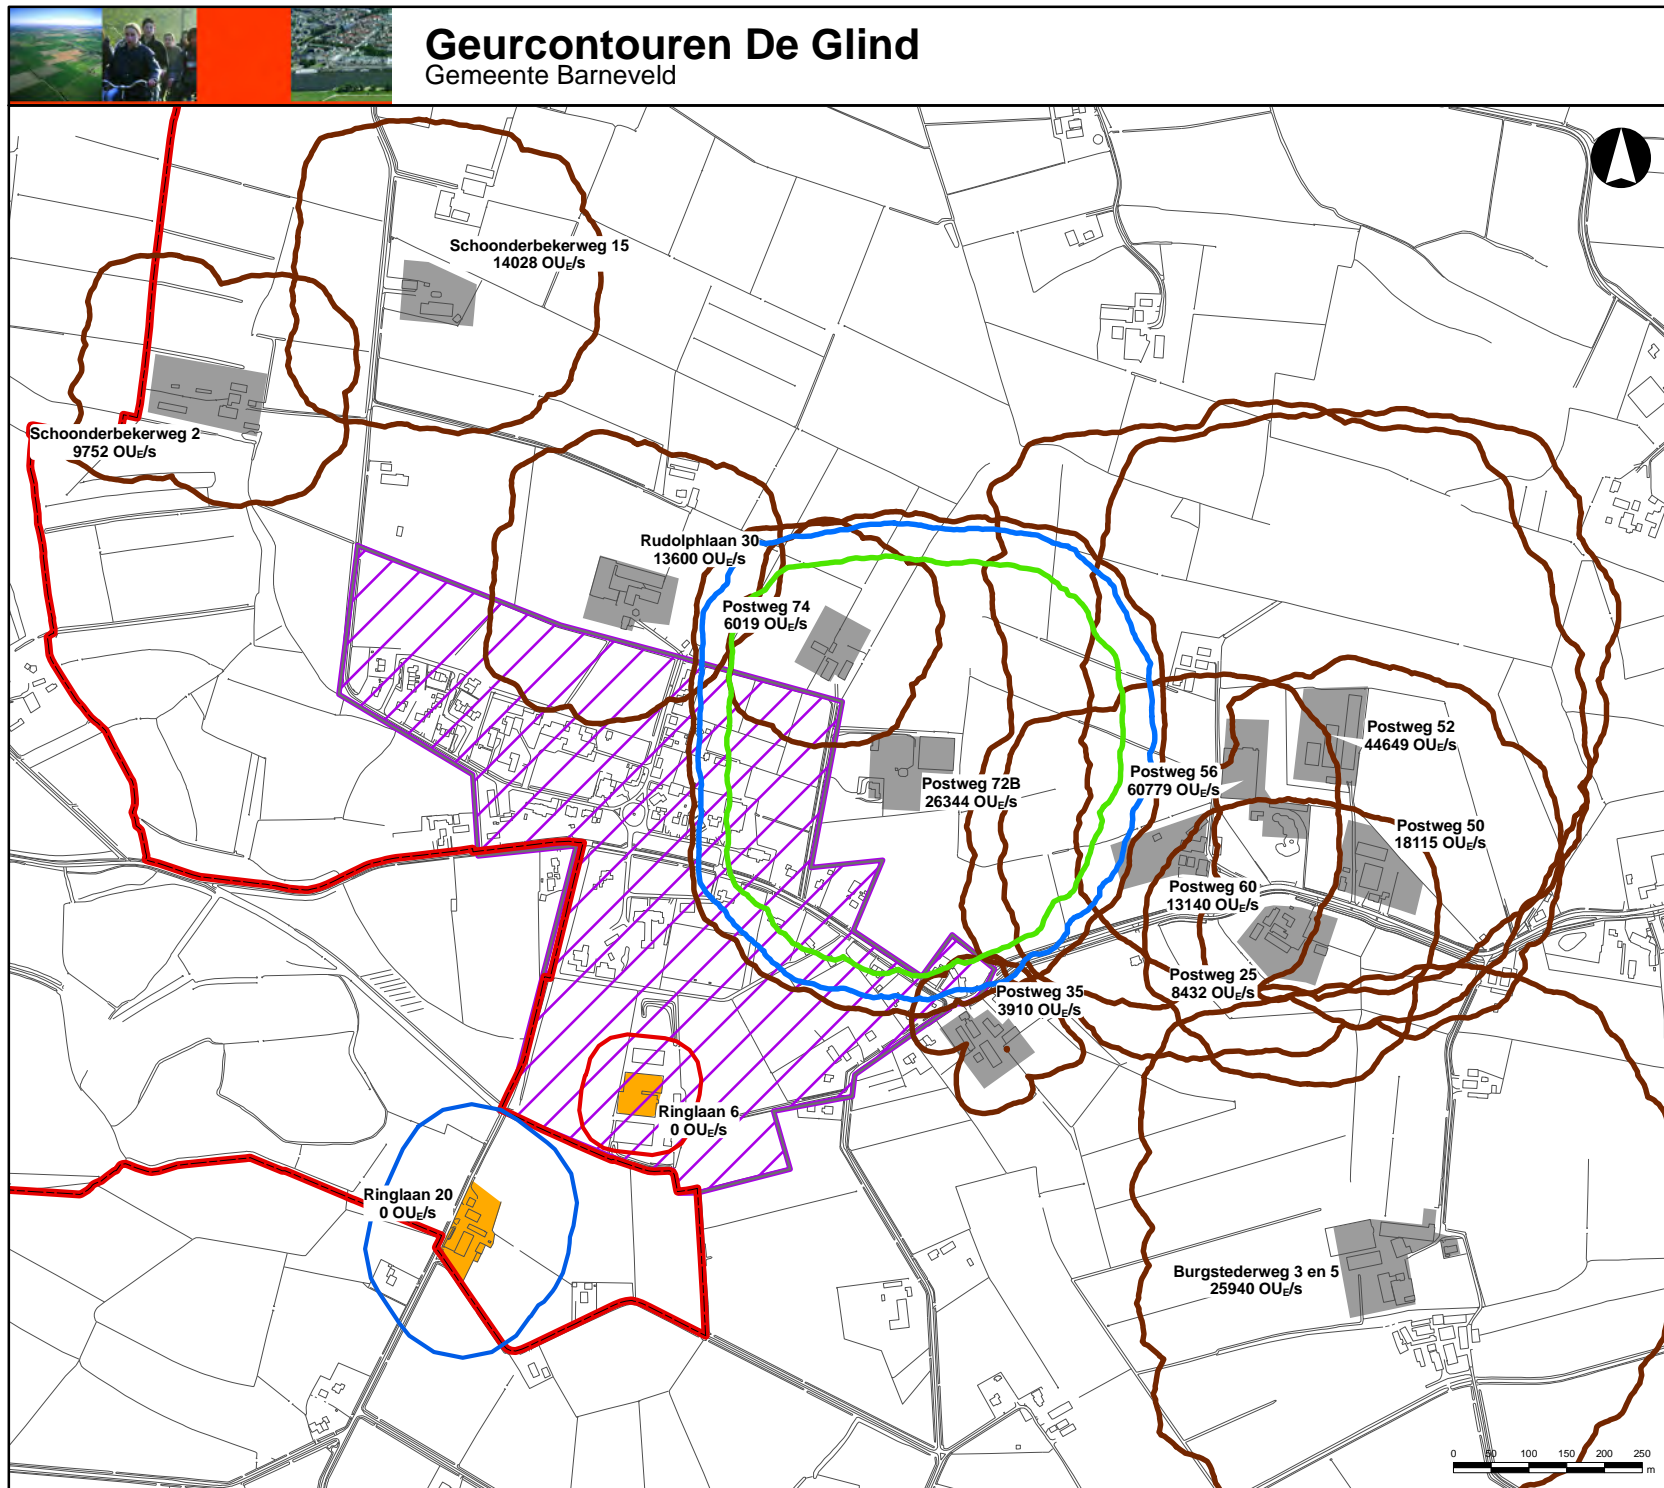 Geurcontouren De Glind
Gemeente Barneveld
Schoonderbekerweg 15
14028 OUE/s
Schoonderbekerweg 2
9752 OUE/s
Rudolphlaan 30
13600 OUE/s
Postweg 74
6019 OUE/s
Postweg 52
44649 OUE/s
Postweg 56
60779 OUE/s
Postweg 72B
26344 OUE/s
Postweg 50
18115 OUE/s
Postweg 60
13140 OUE/s
Postweg 25
8432 OUE/s
Postweg 35
3910 OUE/s
Ringlaan 6
0 OUE/s
Ringlaan 20
0 OUE/s
Burgstederweg 3 en 5
25940 OUE/s
0 50 100 150 200 250
m